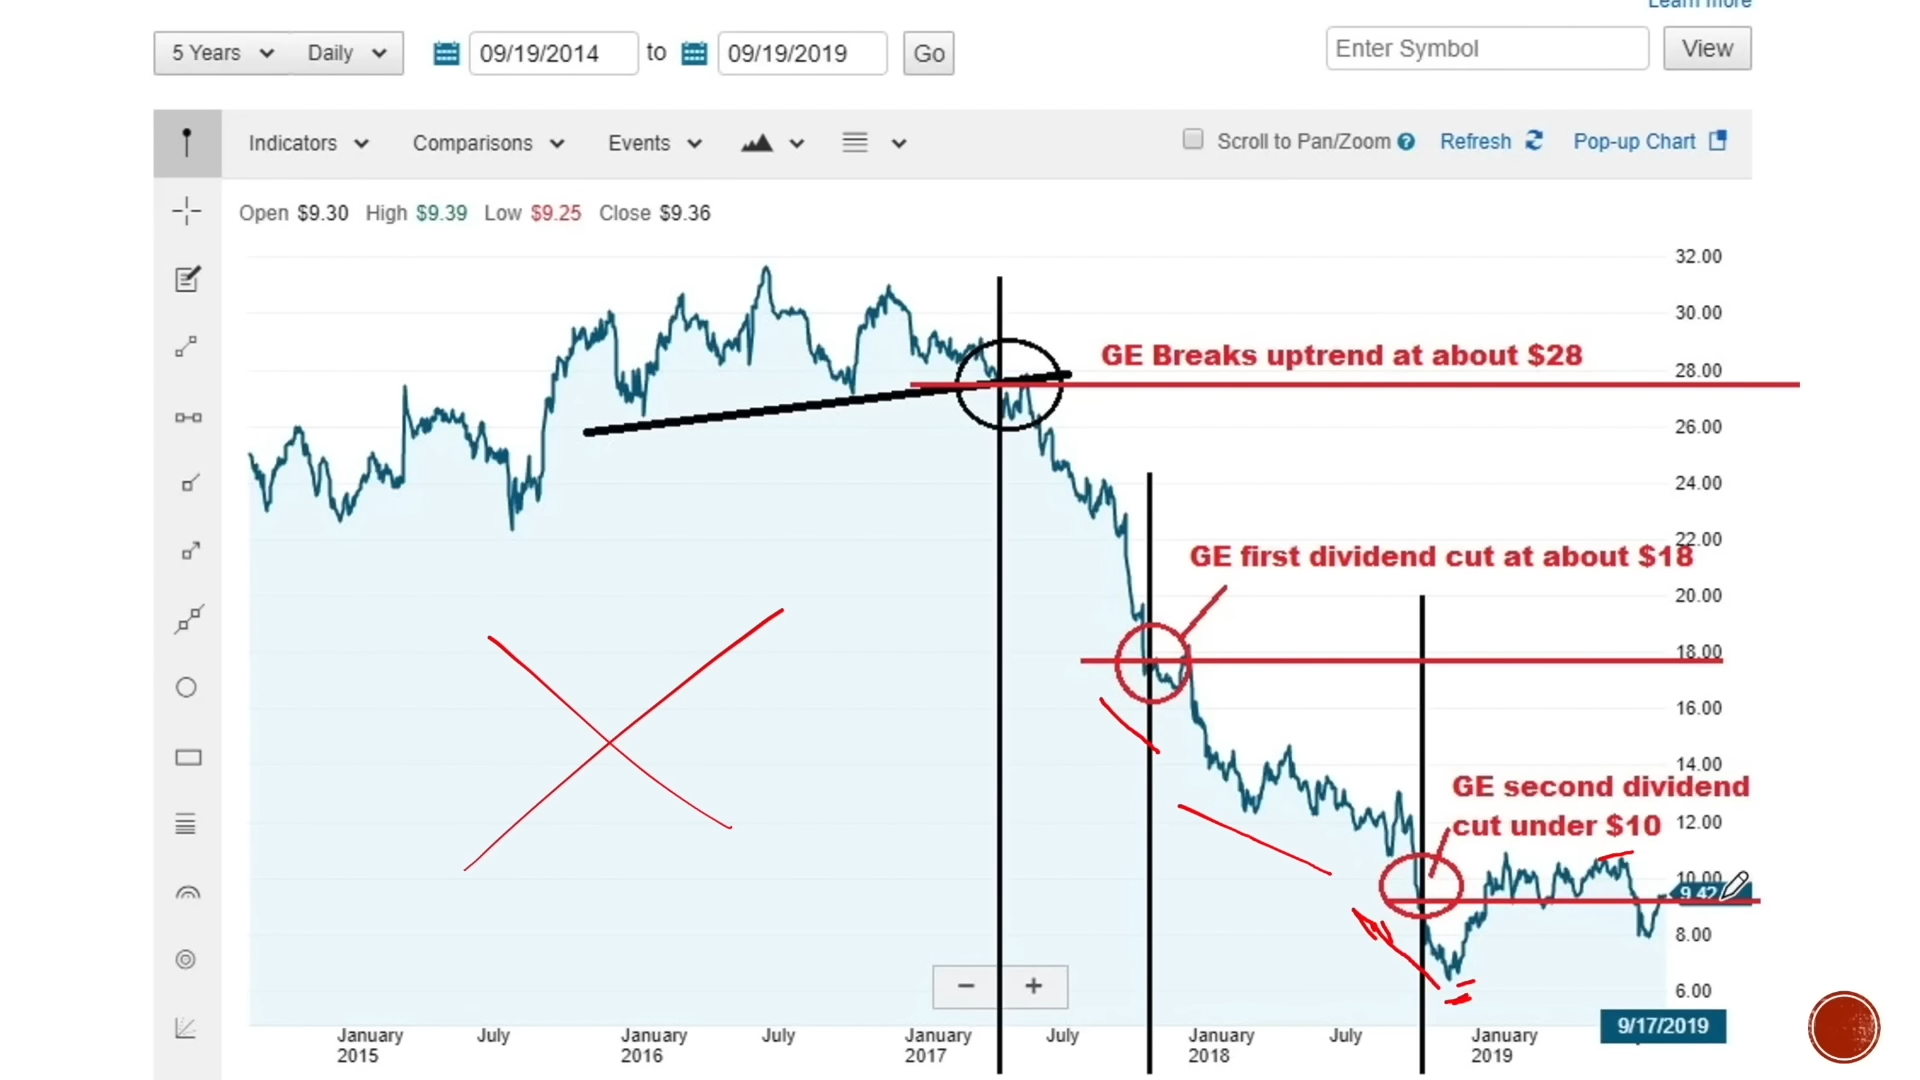 Learn more
5 Years Daily 09/19/2014 to 09/19/2019 Go Enter Symbol View
Indicators Comparisons Events Scroll to Pan/Zoom ? Refresh Pop-up Chart
Open $9.30 High $9.39 Low $9.25 Close $9.36
32.00
30.00
GE Breaks uptrend at about $28
28.00
26.00
24.00
22.00
GE first dividend cut at about $18
20.00
18.00
16.00
14.00
GE second dividend
cut under $10
12.00
10.00
9.42
8.00
6.00
− +
January July January July January July January July January
2015 2016 2017 2018 2019
9/17/2019